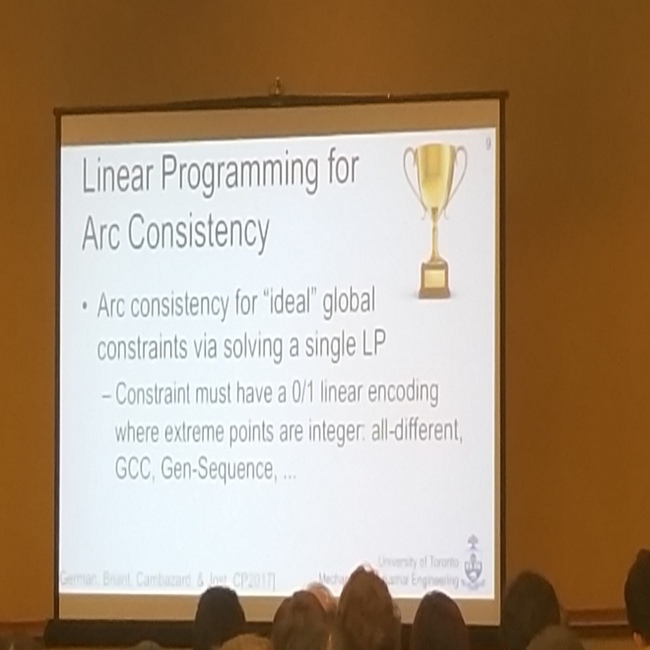 9
Linear Programming for
Arc Consistency
• Arc consistency for “ideal” global
constraints via solving a single LP
– Constraint must have a 0/1 linear encoding
where extreme points are integer: all-different,
GCC, Gen-Sequence, ...
University of Toronto
German, Briant, Cambazard, & Jost, CP2017]
Engineering